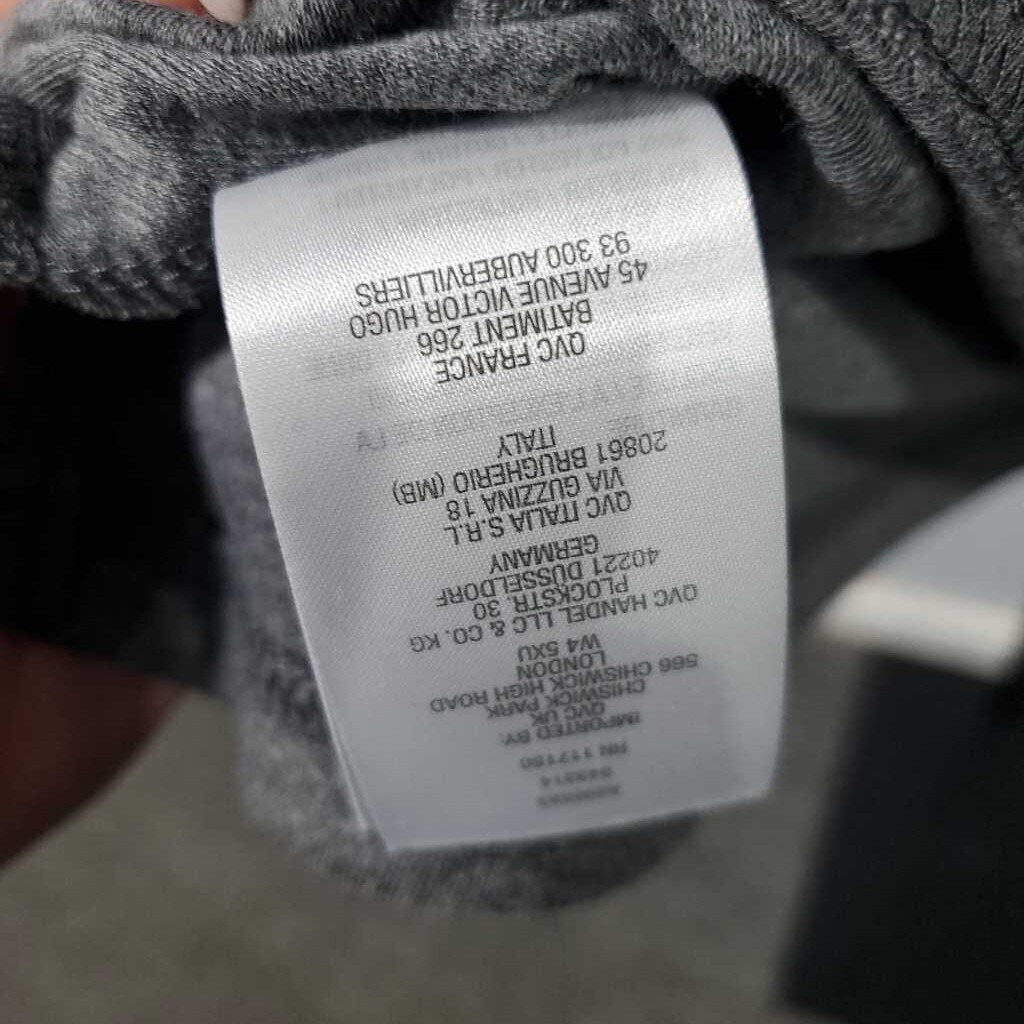 RN 117150
IMPORTED BY:
QVC UK
CHISWICK PARK
566 CHISWICK HIGH ROAD
LONDON
W4 5XU
QVC HANDEL LLC & CO. KG
PLOCKSTR. 30
40221 DUSSELDORF
GERMANY
QVC ITALIA S.R.L
VIA GUZZINA 18
20861 BRUGHERIO (MB)
ITALY
QVC FRANCE
BATIMENT 266
45 AVENUE VICTOR HUGO
93 300 AUBERVILLIERS